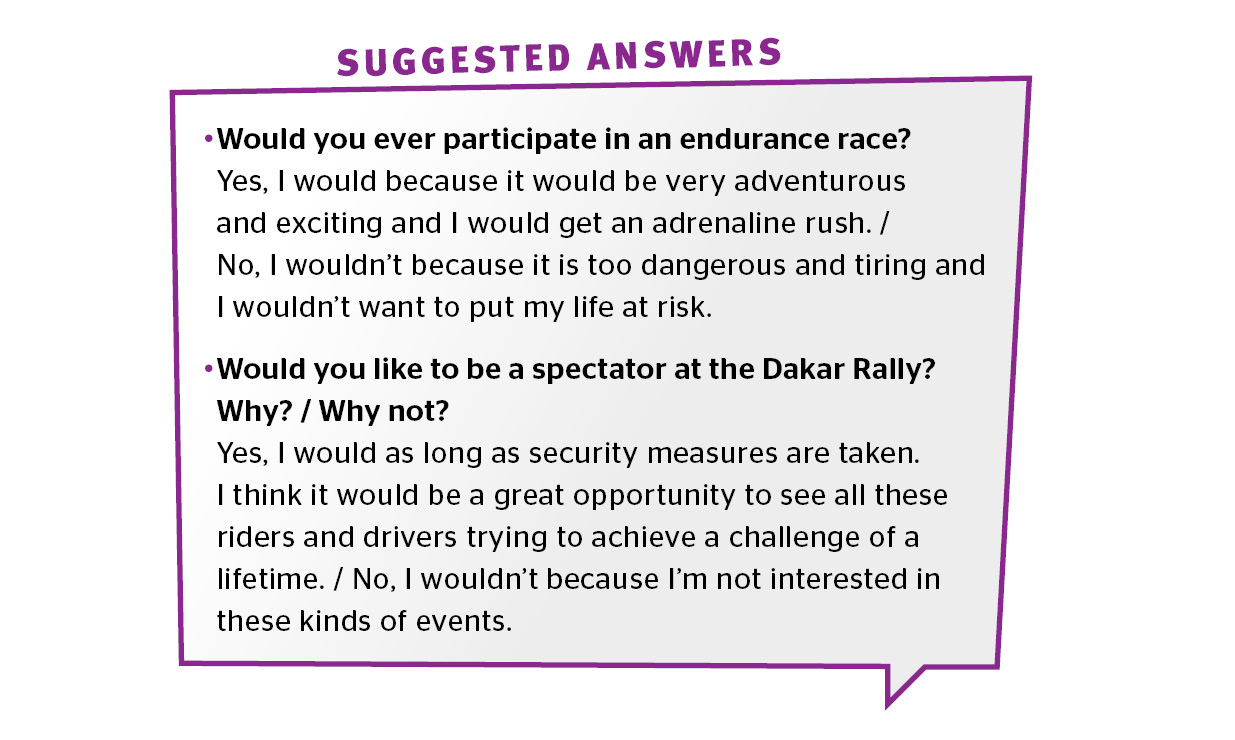 SUGGESTED ANSWERS
•Would you ever participate in an endurance race?
Yes, I would because it would be very adventurous
and exciting and I would get an adrenaline rush. /
No, I wouldn’t because it is too dangerous and tiring and
I wouldn’t want to put my life at risk.
•Would you like to be a spectator at the Dakar Rally?
Why? / Why not?
Yes, I would as long as security measures are taken.
I think it would be a great opportunity to see all these
riders and drivers trying to achieve a challenge of a
lifetime. / No, I wouldn’t because I’m not interested in
these kinds of events.